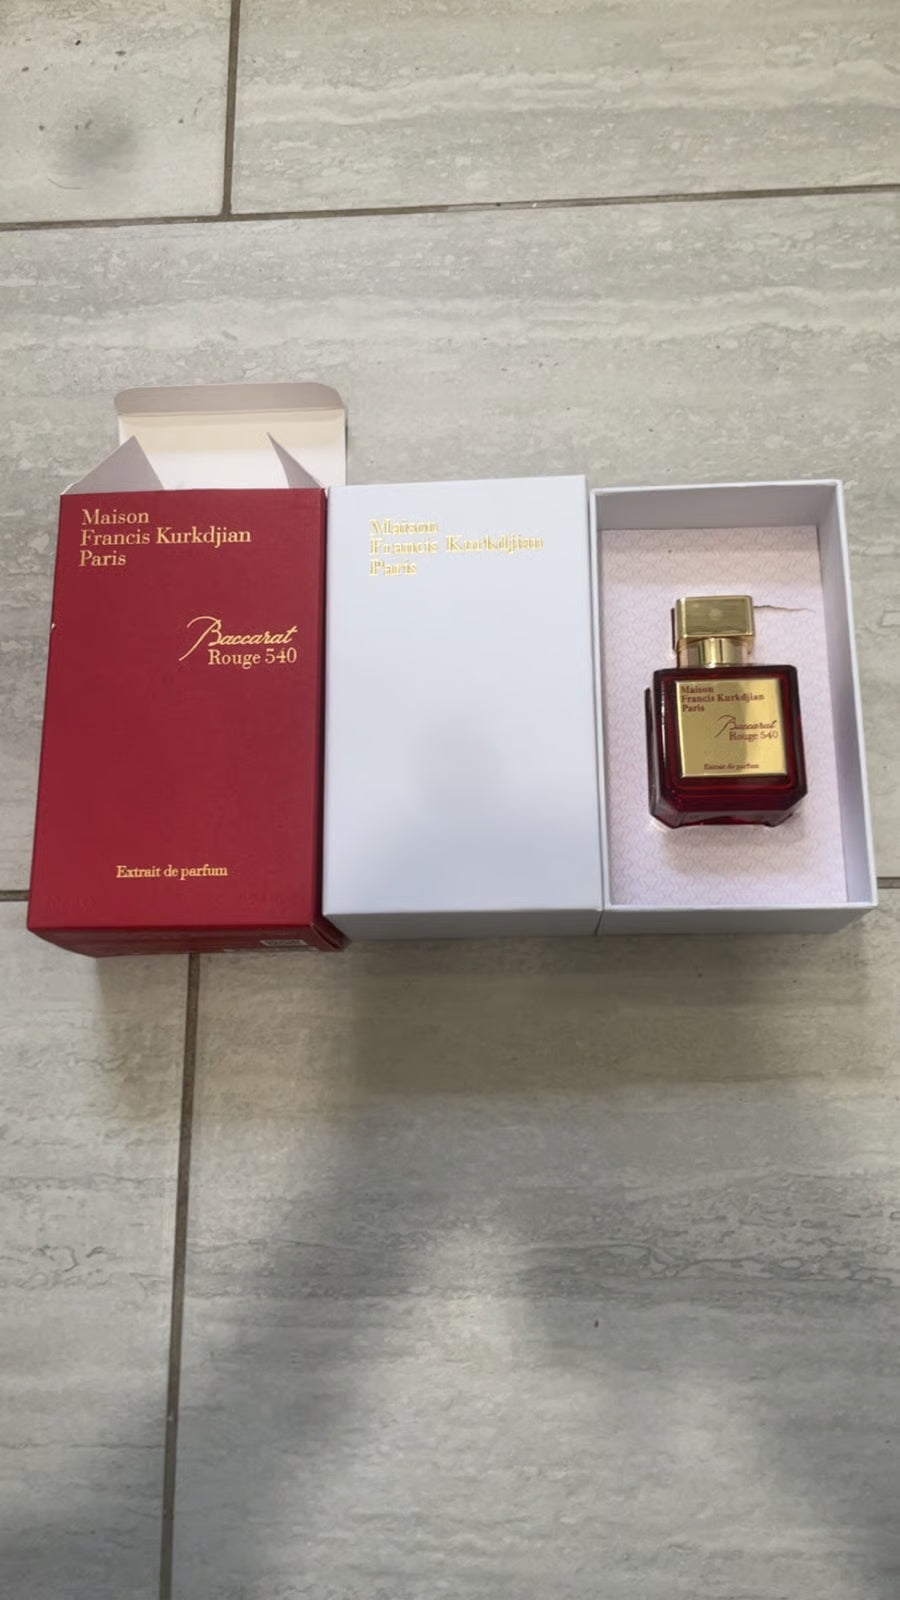 Maison
Francis Kurkdjian
Paris
Baccarat
Rouge 540
Extrait de parfum
Maison
Francis Kurkdjian
Paris
Maison
Francis Kurkdjian
Paris
Baccarat
Rouge 540
Extrait de parfum